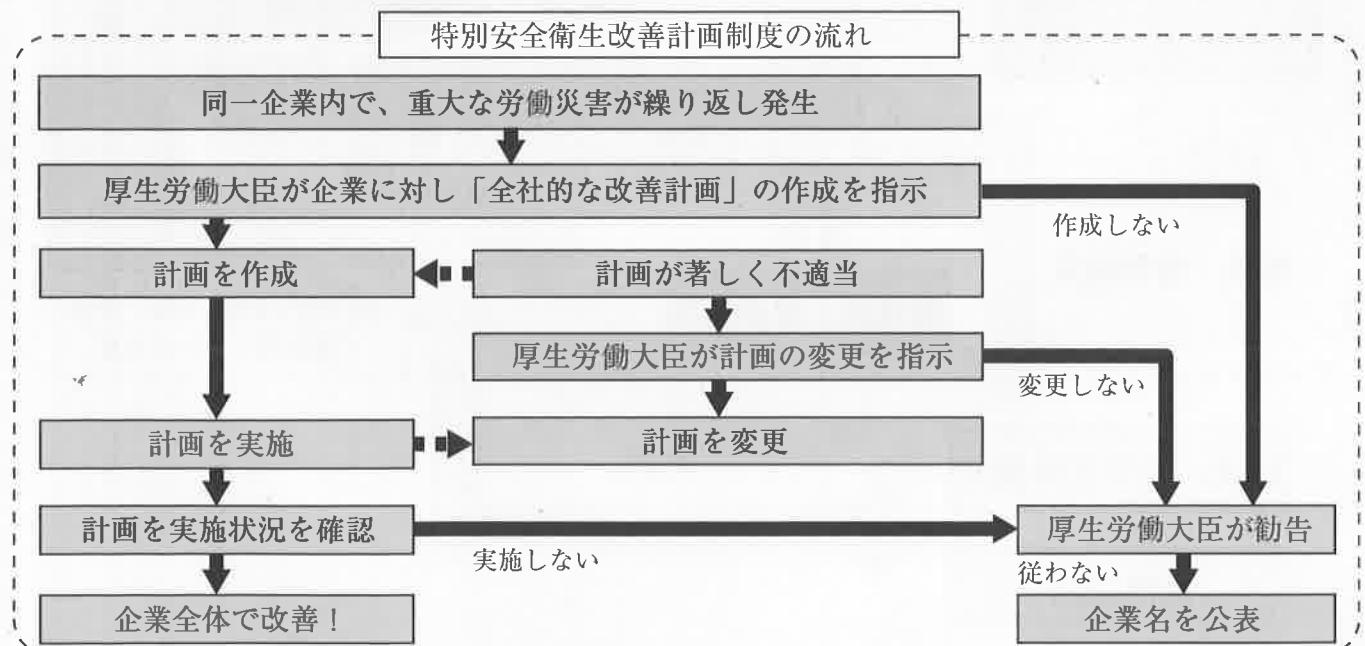 特別安全衛生改善計画制度の流れ
同一企業内で、重大な労働災害が繰り返し発生
厚生労働大臣が企業に対し「全社的な改善計画」の作成を指示
作成しない
計画を作成
計画が著しく不適当
厚生労働大臣が計画の変更を指示
変更しない
計画を実施
計画を変更
計画を実施状況を確認
実施しない
厚生労働大臣が勧告
従わない
企業全体で改善！
企業名を公表